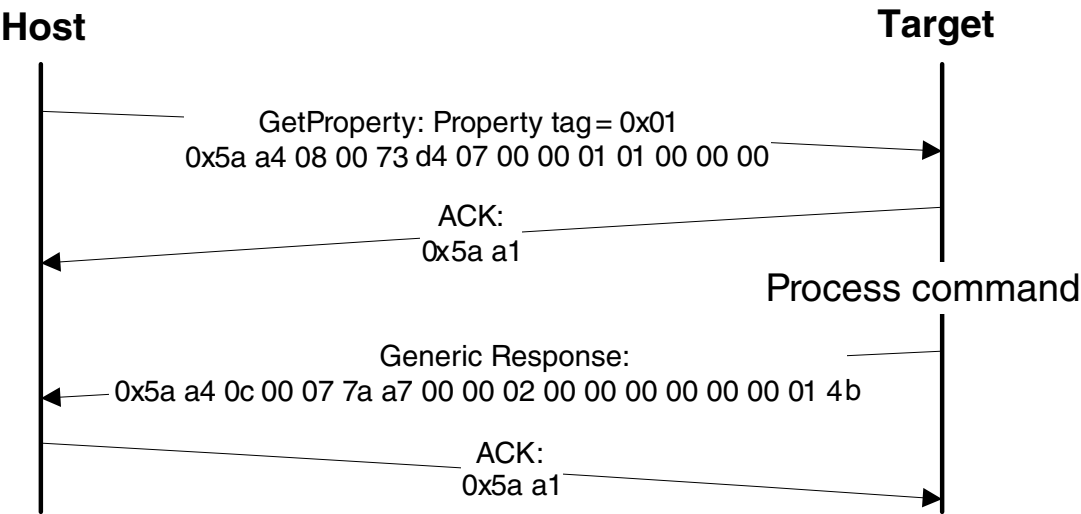 Host
Target
GetProperty: Property tag = 0x01
0x5a a4 08 00 73 d4 07 00 00 01 01 00 00 00
ACK:
0x5a a1
Process command
Generic Response:
0x5a a4 0c 00 07 7a a7 00 00 02 00 00 00 00 00 00 01 4b
ACK:
0x5a a1